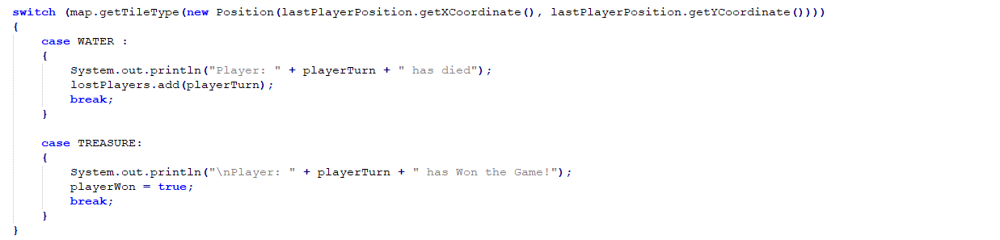 switch (map.getTileType(new Position(lastPlayerPosition.getXCoordinate(), lastPlayerPosition.getYCoordinate())))
{
    case WATER :
    {
        System.out.println("Player: " + playerTurn + " has died");
        lostPlayers.add(playerTurn);
        break;
    }

    case TREASURE:
    {
        System.out.println("\nPlayer: " + playerTurn + " has Won the Game!");
        playerWon = true;
        break;
    }
}